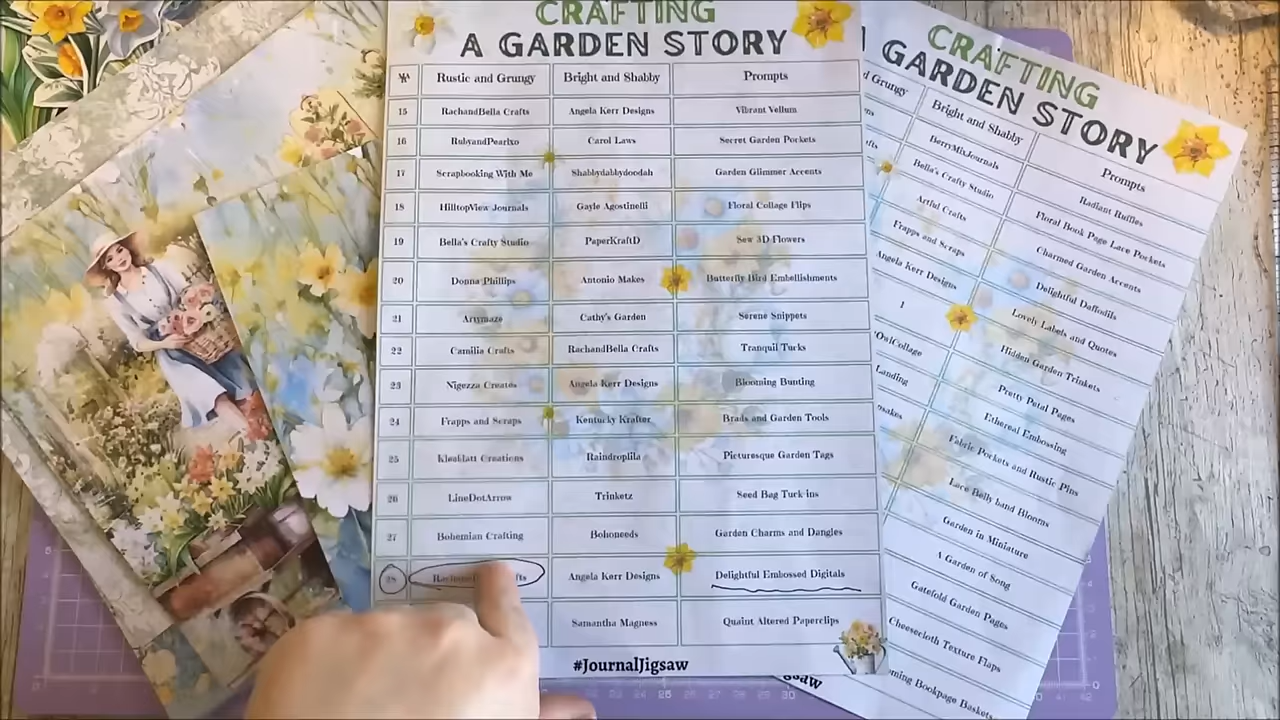 CRAFTING
A GARDEN STORY
Rustic and Grungy Bright and Shabby Prompts
15 RachandBella Crafts Angela Kerr Designs Vibrant Vellum
16 RubyandPearlxo Carol Laws Secret Garden Pockets
17 Scrapbooking With Me Shabbydabbydoodah Garden Glimmer Accents
18 HilltopView Journals Gayle Agostinelli Floral Collage Flips
19 Bella's Crafty Studio PaperKraftD Sew 3D Flowers
20 Donna Phillips Antonio Makes Butterfly Bird Embellishments
21 Artymaze Cathy's Garden Serene Snippets
22 Camilia Crafts RachandBella Crafts Tranquil Tucks
23 Nigezza Creates Angela Kerr Designs Blooming Bunting
24 Frapps and Scraps Kentucky Krafter Brads and Garden Tools
25 Kleaklatt Creations Raindroplila Picturesque Garden Tags
26 LineDotArrow Trinketz Seed Bag Tuck-ins
27 Bohemian Crafting Bohoneeds Garden Charms and Dangles
28 Angela Kerr Designs Delightful Embossed Digitals
Samantha Magness Quaint Altered Paperclips
#JournalJigsaw
CRAFTING
GARDEN STORY
Grungy Bright and Shabby Prompts
BerryMixJournals Radiant Ruffles
Bella's Crafty Studio Floral Book Page Lace Pockets
Artful Crafts Charmed Garden Accents
Frapps and Scraps Delightful Daffodils
Angela Kerr Designs Lovely Labels and Quotes
1 Hidden Garden Trinkets
Pretty Petal Pages
Ethereal Embossing
Fabric Pockets and Rustic Pins
Lace Belly band Blooms
Garden in Miniature
A Garden of Song
Gatefold Garden Pages
Cheesecloth Texture Flaps
Bookpage Baskets